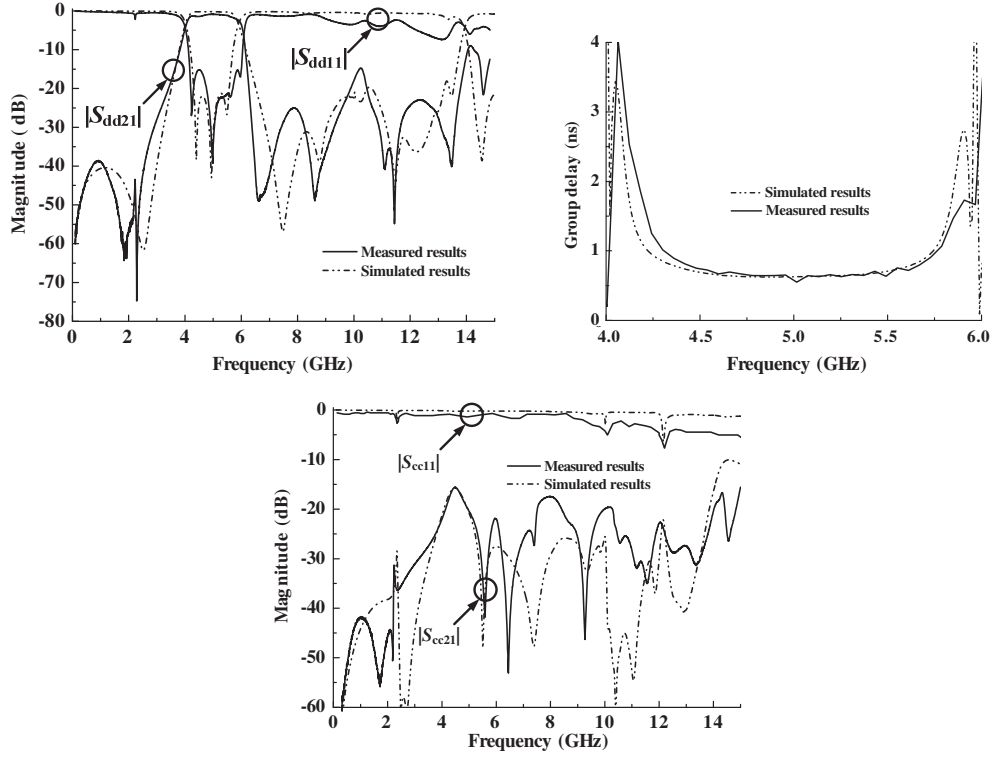 0
-10
-20
-30
-40
-50
-60
-70
-80
Magnitude ( dB)
|Sdd21|
|Sdd11|
Measured results
Simulated results
0 2 4 6 8 10 12 14
Frequency (GHz)
4
3
2
1
0
Group delay (ns)
Simulated results
Measured results
4.0 4.5 5.0 5.5 6.0
Frequency (GHz)
0
-10
-20
-30
-40
-50
-60
Magnitude (dB)
|Scc11|
Measured results
Simulated results
|Scc21|
0 2 4 6 8 10 12 14
Frequency (GHz)